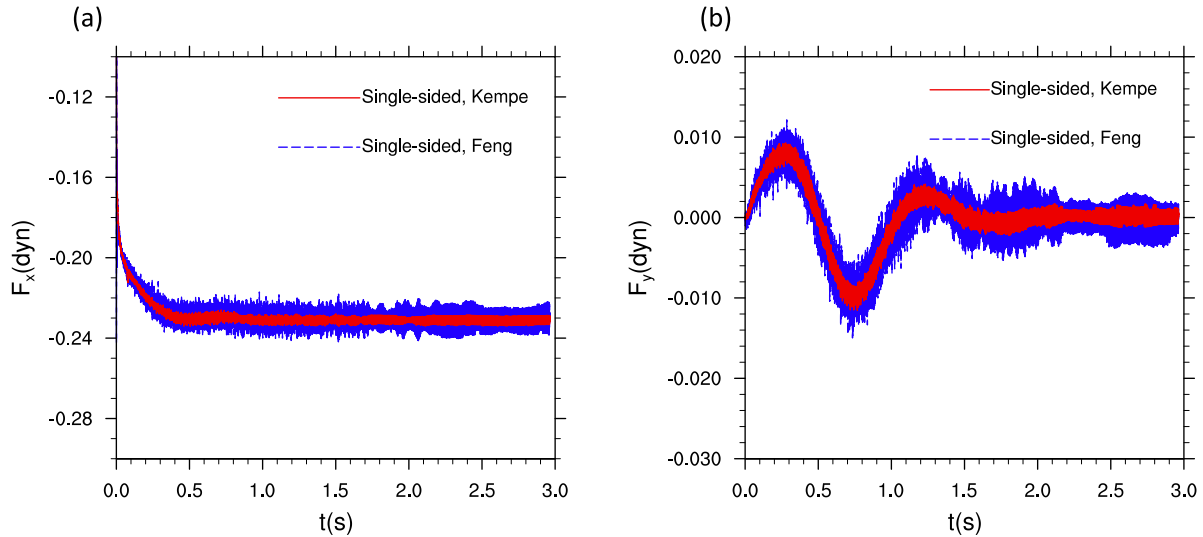 (a)
-0.12
-0.16
-0.20
-0.24
-0.28
F_x(dyn)
Single-sided, Kempe
Single-sided, Feng
0.0 0.5 1.0 1.5 2.0 2.5 3.0
t(s)
(b)
0.020
0.010
0.000
-0.010
-0.020
-0.030
F_y(dyn)
Single-sided, Kempe
Single-sided, Feng
0.0 0.5 1.0 1.5 2.0 2.5 3.0
t(s)